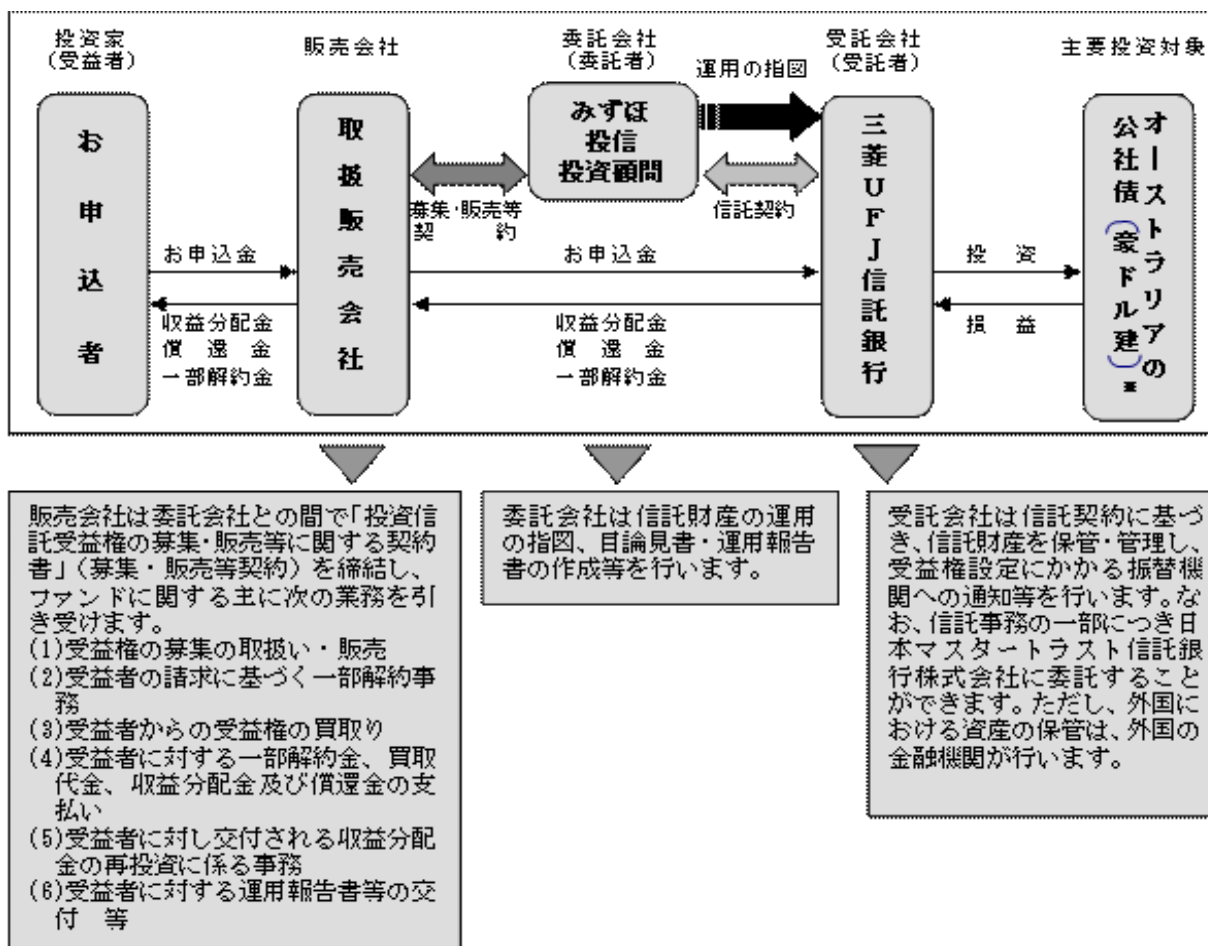 投資家
(受益者)
販売会社
委託会社
(委託者)
受託会社
(受託者)
主要投資対象
運用の指図
お申込者
取扱販売会社
みずほ
投信
投資顧問
三菱UFJ信託銀行
オーストラリアの
公社債(豪ドル建)※
募集・販売等
契 約
信託契約
お申込金
お申込金
投 資
収益分配金
償 還 金
一部解約金
収益分配金
償 還 金
一部解約金
損 益
販売会社は委託会社との間で「投資信
託受益権の募集・販売等に関する契約
書」(募集・販売等契約)を締結し、
ファンドに関する主に次の業務を引
き受けます。
(1)受益権の募集の取扱い・販売
(2)受益者の請求に基づく一部解約事
務
(3)受益者からの受益権の買取り
(4)受益者に対する一部解約金、買取
代金、収益分配金及び償還金の支
払い
(5)受益者に対し交付される収益分配
金の再投資に係る事務
(6)受益者に対する運用報告書等の交
付 等
委託会社は信託財産の運用
の指図、目論見書・運用報告
書の作成等を行います。
受託会社は信託契約に基づ
き、信託財産を保管・管理し、
受益権設定にかかる振替機
関への通知等を行います。な
お、信託事務の一部につき日
本マスタートラスト信託銀
行株式会社に委託すること
ができます。ただし、外国に
おける資産の保管は、外国の
金融機関が行います。